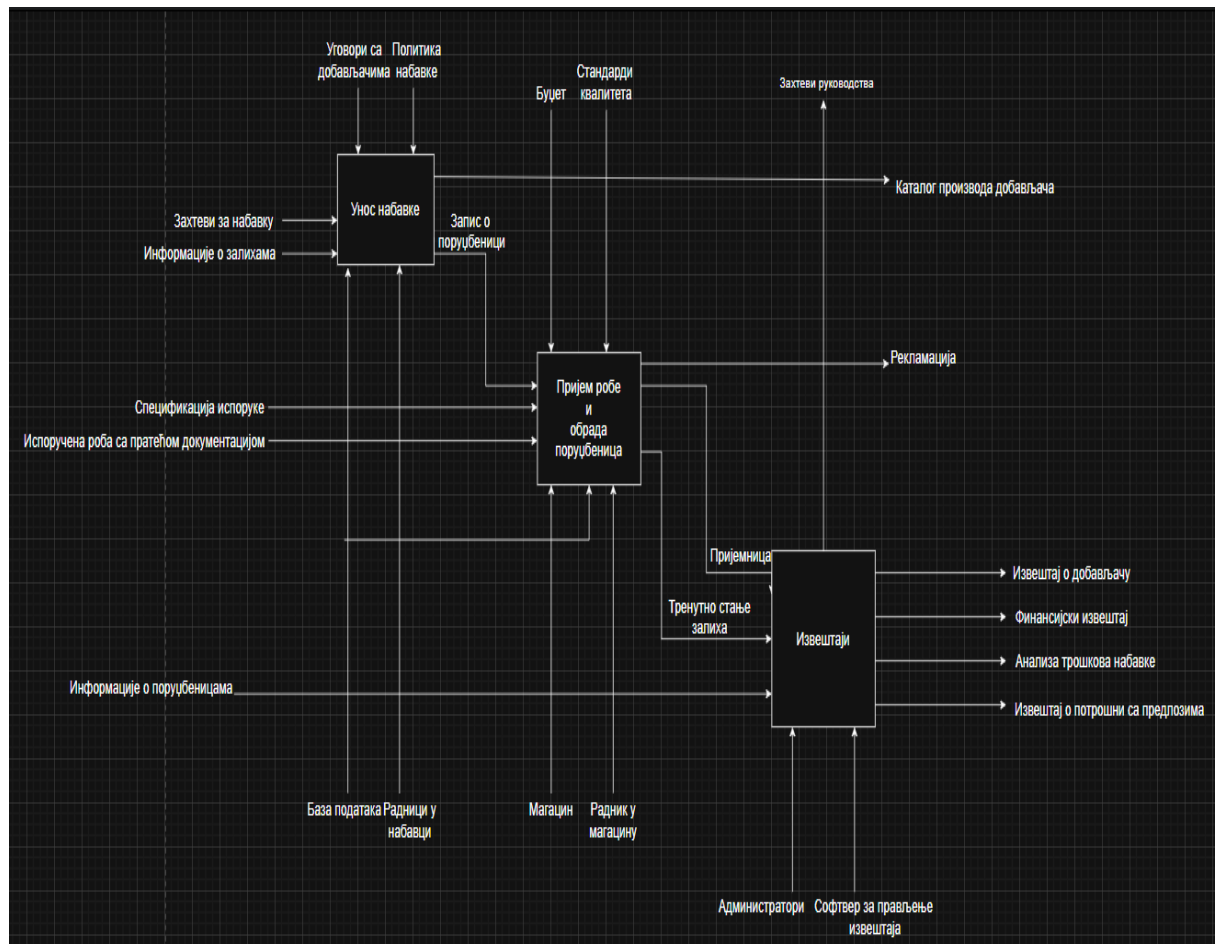 Уговори са
добављачима
Политика
набавке
Буџет
Стандарди
квалитета
Захтеви руководства
Унос набавке
Каталог производа добављача
Захтеви за набавку
Информације о залихама
Запис о
поруџбеници
Рекламација
Пријем робе
и
обрада
поруџбеница
Спецификација испоруке
Испоручена роба са пратећом документацијом
Пријемница
Тренутно стање
залиха
Извештаји
Извештај о добављачу
Финансијски извештај
Анализа трошкова набавке
Извештај о потрошни са предлозима
Информације о поруџбеницама
База података
Радници у
набавци
Магацин
Радник у
магацину
Администратори
Софтвер за прављење
извештаја